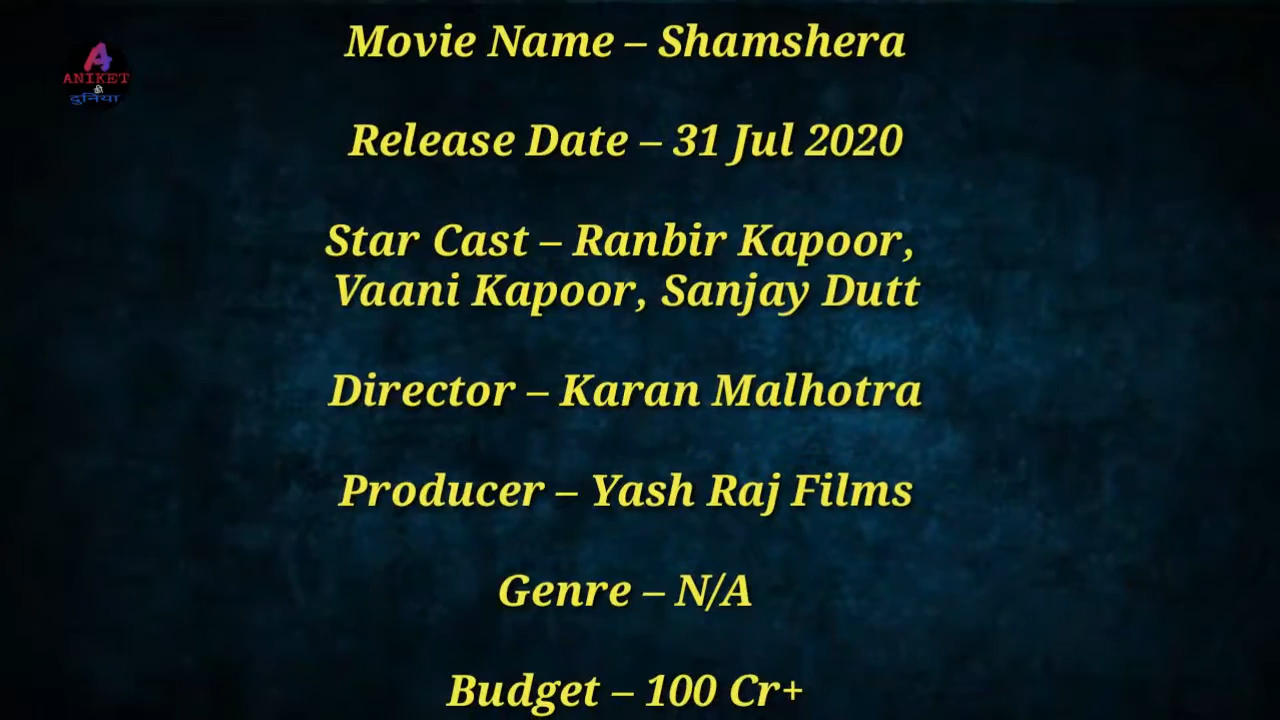 A
ANIKET
की
दुनिया
Movie Name – Shamshera
Release Date – 31 Jul 2020
Star Cast – Ranbir Kapoor,
Vaani Kapoor, Sanjay Dutt
Director – Karan Malhotra
Producer – Yash Raj Films
Genre – N/A
Budget – 100 Cr+